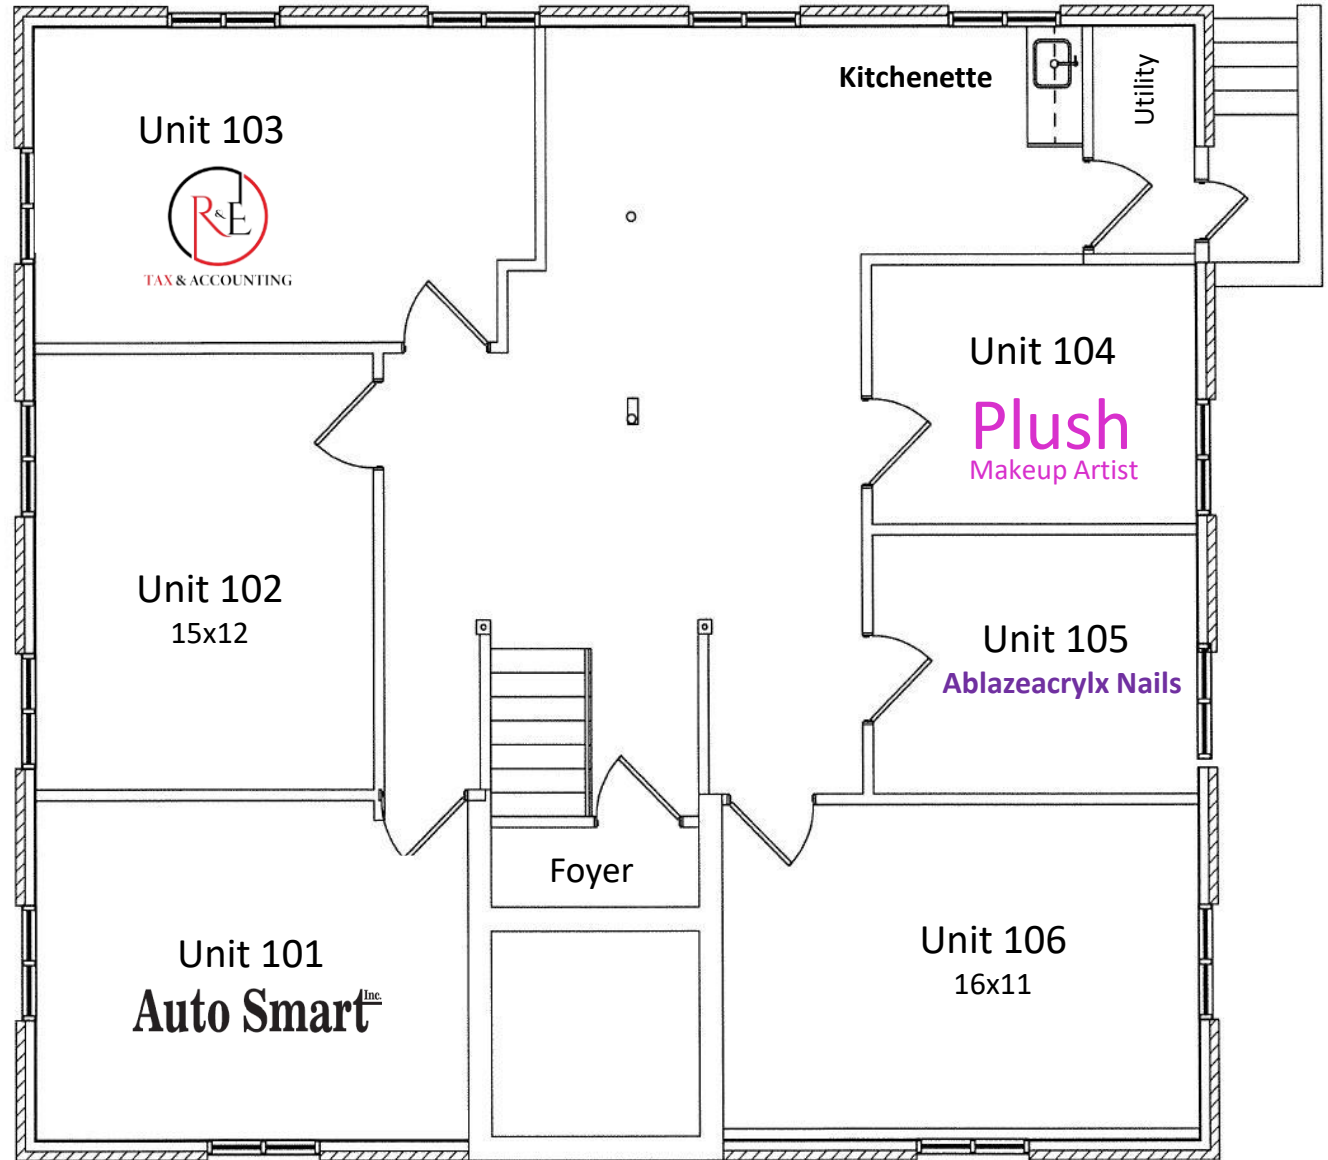 Kitchenette
Utility
Unit 103
R&E
TAX & ACCOUNTING
Unit 104
Plush
Makeup Artist
Unit 102
15x12
Unit 105
Ablazeacrylx Nails
Foyer
Unit 101
Auto Smart Inc.
Unit 106
16x11